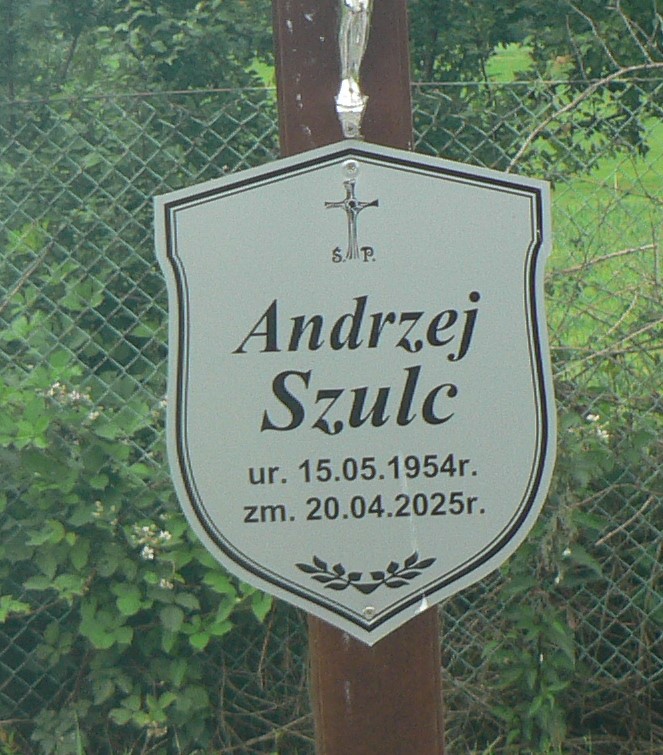 Ś. P.
Andrzej
Szulc
ur. 15.05.1954r.
zm. 20.04.2025r.